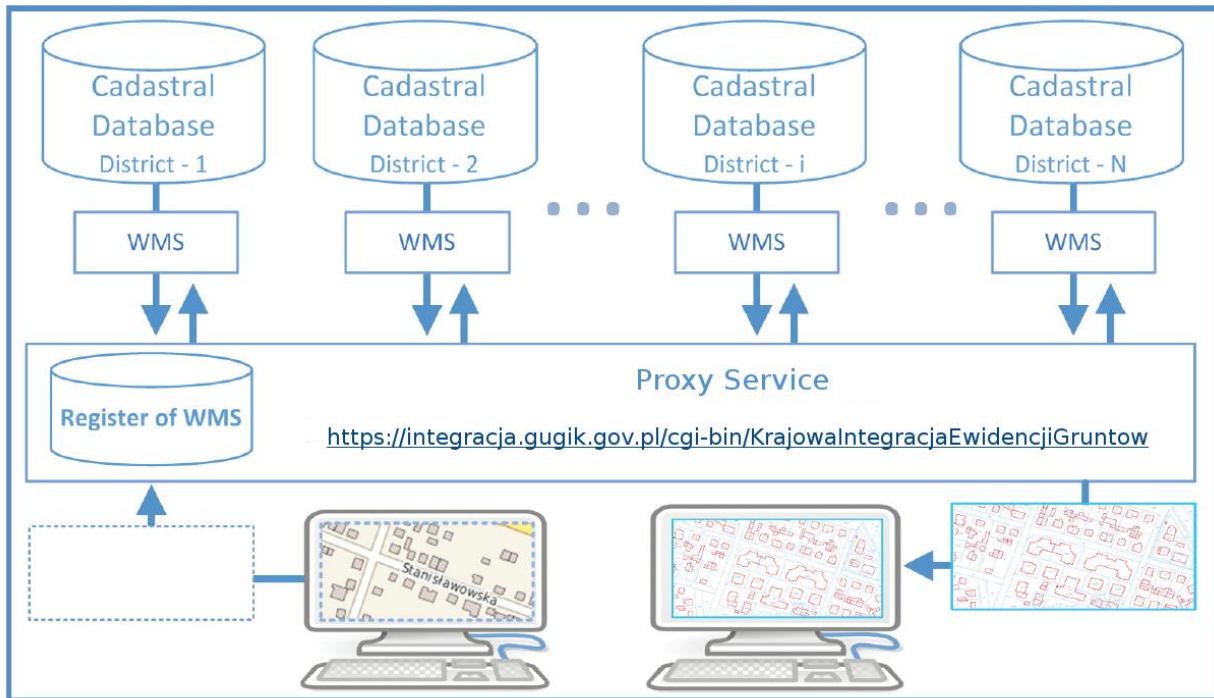 Cadastral
Database
District - 1
Cadastral
Database
District - 2
Cadastral
Database
District - i
Cadastral
Database
District - N
WMS
WMS
WMS
WMS
Register of WMS
Proxy Service
https://integracja.gugik.gov.pl/cgi-bin/KrajowaIntegracjaEwidencjiGruntow
Stanisławowska